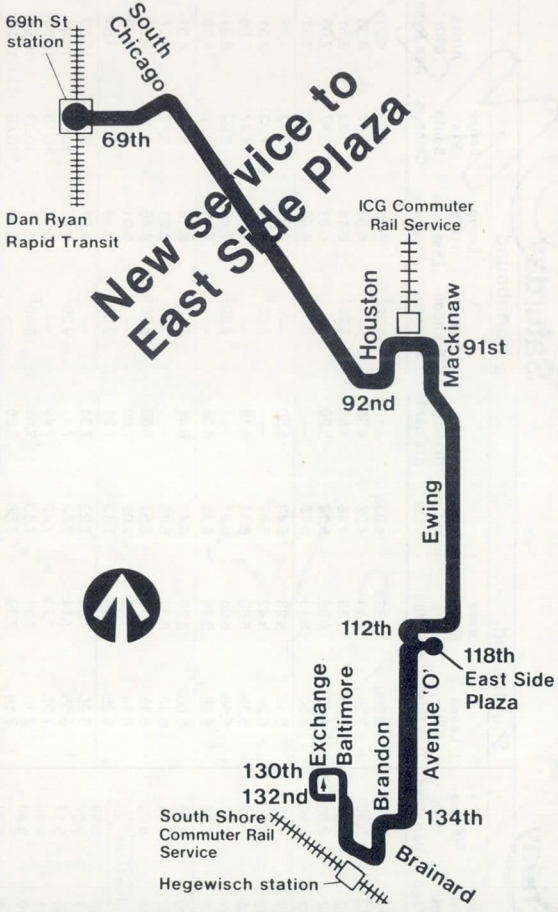 69th St
station
South
Chicago
69th
Dan Ryan
Rapid Transit
New service to
East Side Plaza
ICG Commuter
Rail Service
Houston
Mackinaw
91st
92nd
Ewing
112th
118th
East Side
Plaza
Exchange
Baltimore
Brandon
Avenue 'O'
130th
132nd
134th
South Shore
Commuter Rail
Service
Brainard
Hegewisch station